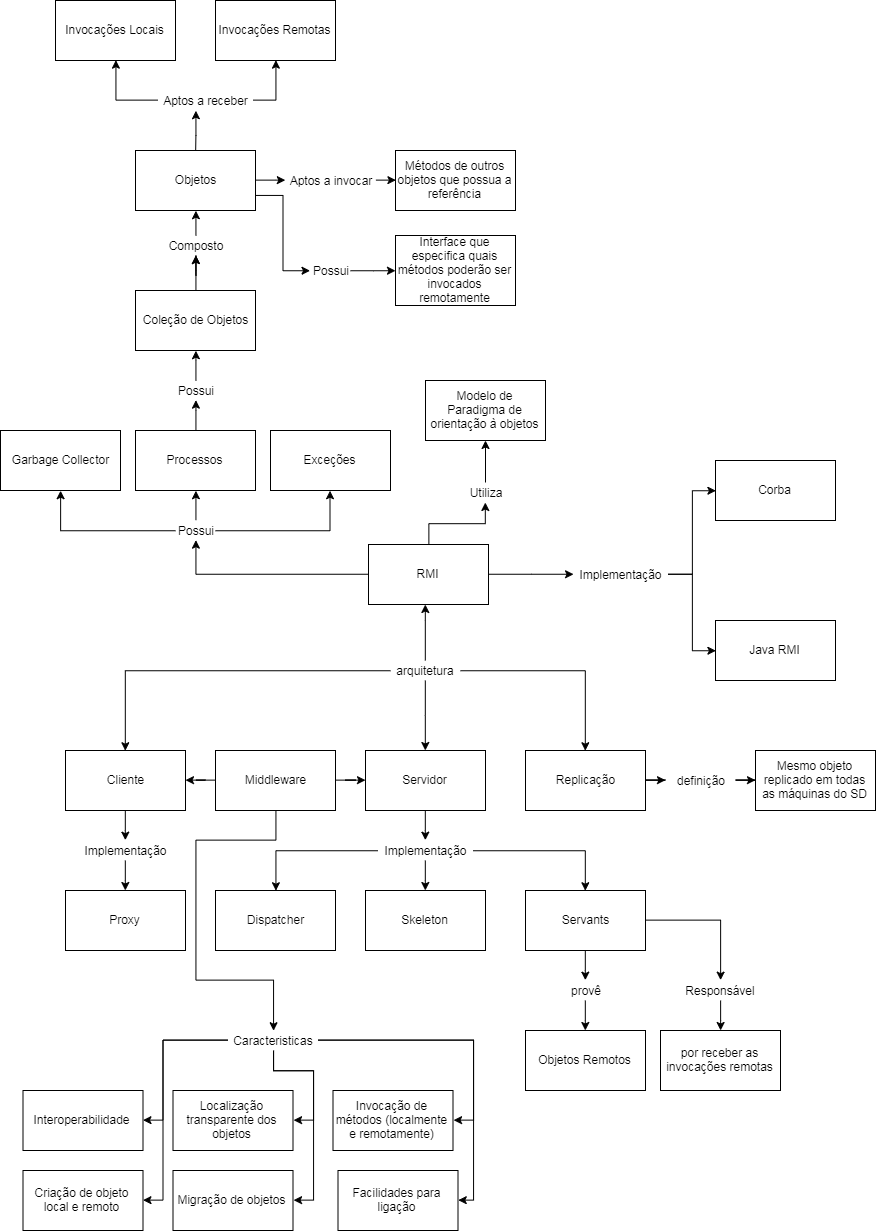 Invocações Locais
Invocações Remotas
Aptos a receber
Objetos
Aptos a invocar
Métodos de outros
objetos que possua a
referência
Composto
Possui
Interface que
especifica quais
métodos poderão ser
invocados
remotamente
Coleção de Objetos
Possui
Modelo de
Paradigma de
orientação à objetos
Garbage Collector
Processos
Exceções
Utiliza
Corba
Possui
RMI
Implementação
Java RMI
arquitetura
Cliente
Middleware
Servidor
Replicação
definição
Mesmo objeto
replicado em todas
as máquinas do SD
Implementação
Implementação
Proxy
Dispatcher
Skeleton
Servants
provê
Responsável
Caracteristicas
Objetos Remotos
por receber as
invocações remotas
Interoperabilidade
Localização
transparente dos
objetos
Invocação de
métodos (localmente
e remotamente)
Criação de objeto
local e remoto
Migração de objetos
Facilidades para
ligação